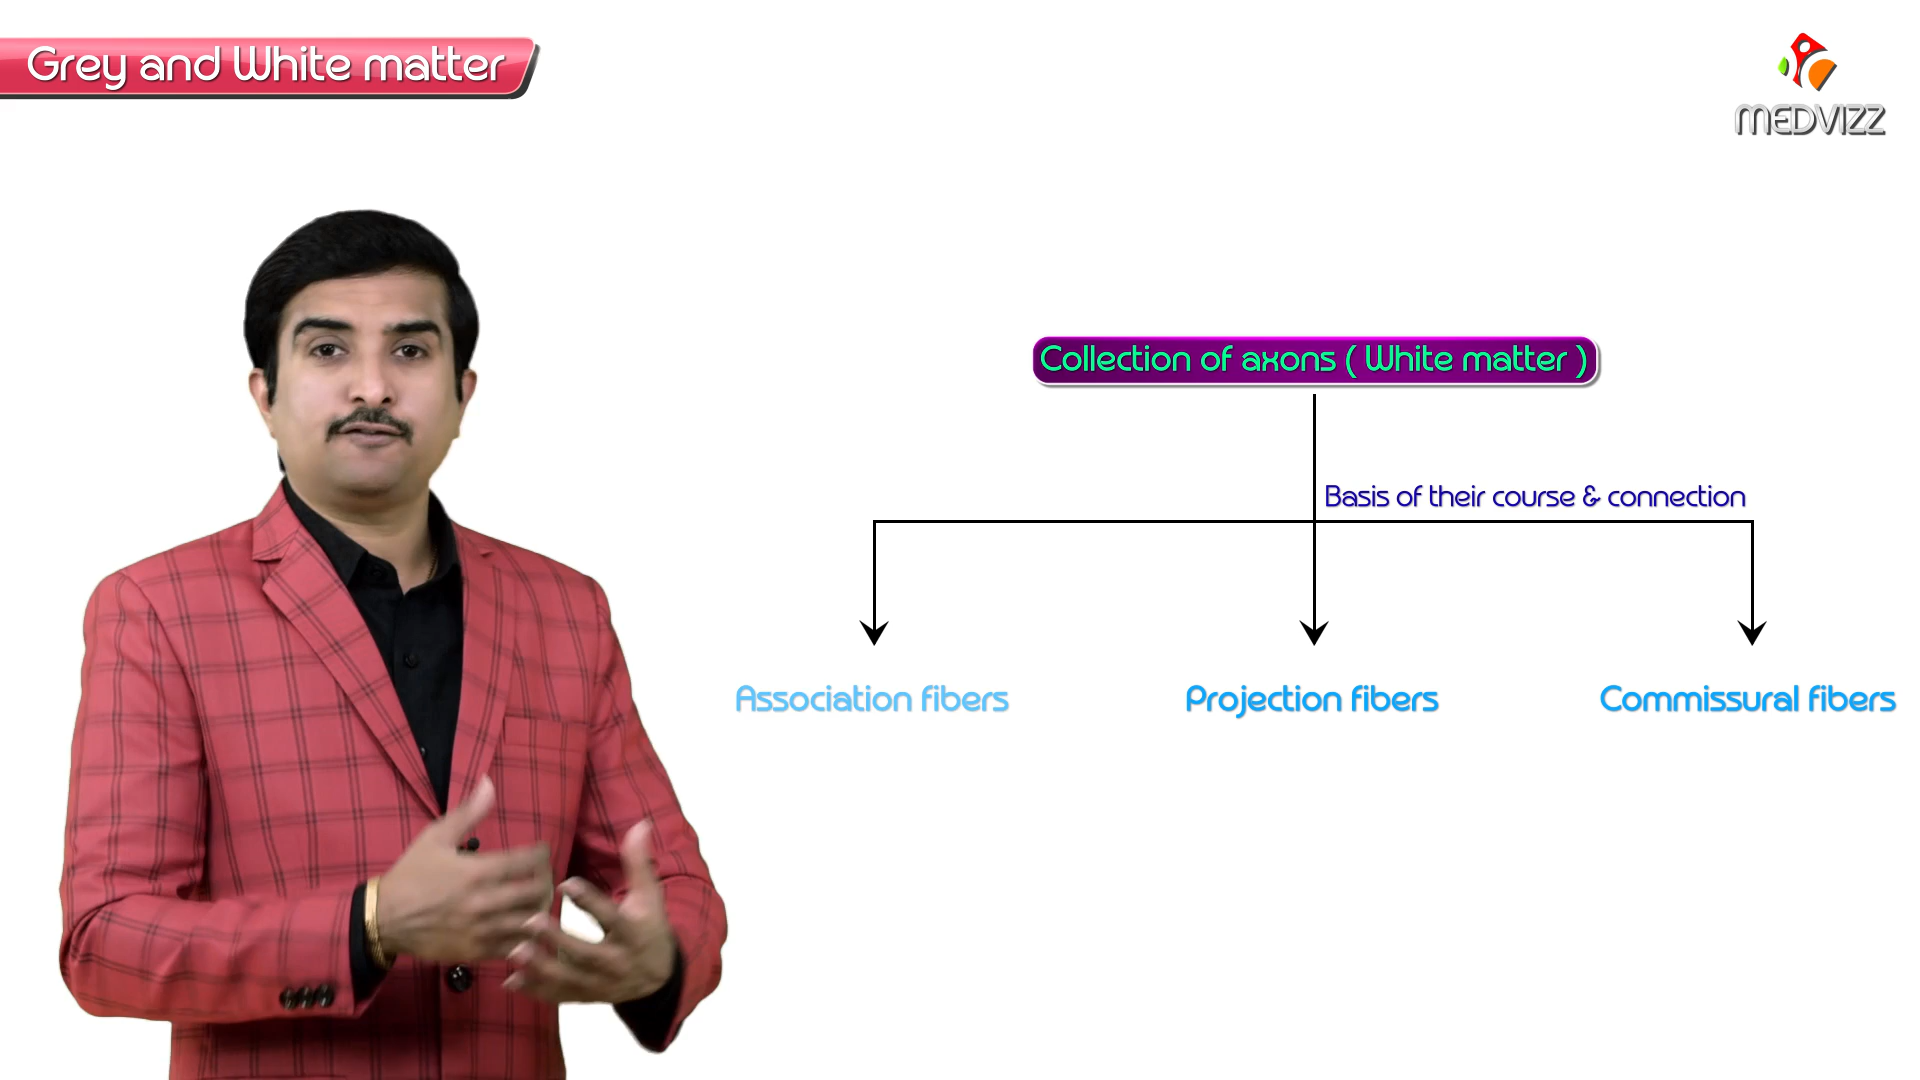 Grey and White matter
MEDVIZZ
Collection of axons ( White matter )
Basis of their course & connection
Association fibers
Projection fibers
Commissural fibers